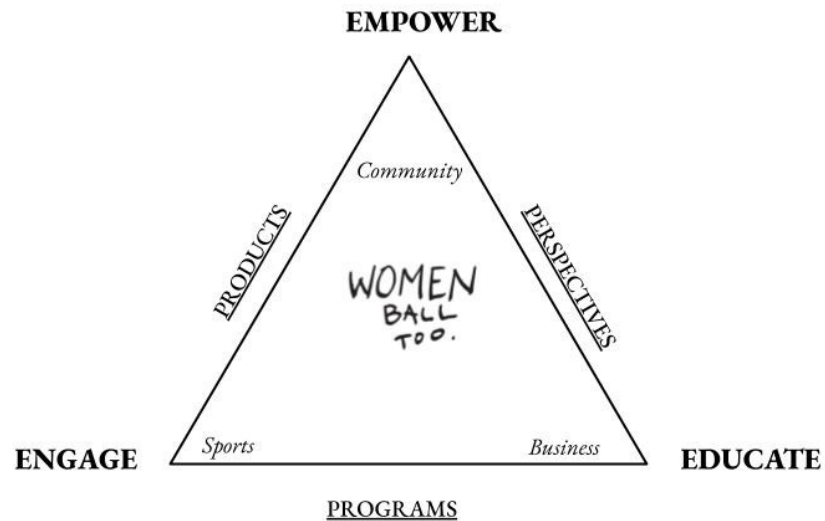 EMPOWER
Community
PRODUCTS
PERSPECTIVES
WOMEN
BALL
TOO.
ENGAGE
Sports
Business
EDUCATE
PROGRAMS